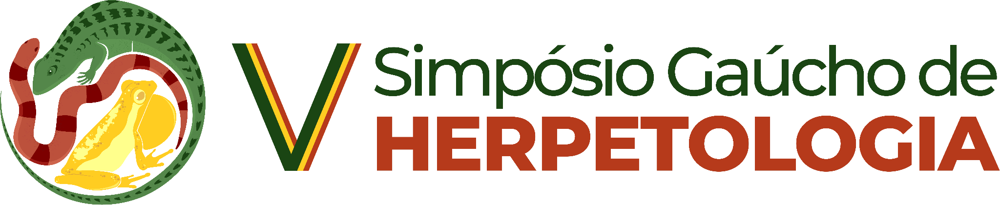 V Simpósio Gaúcho de
HERPETOLOGIA